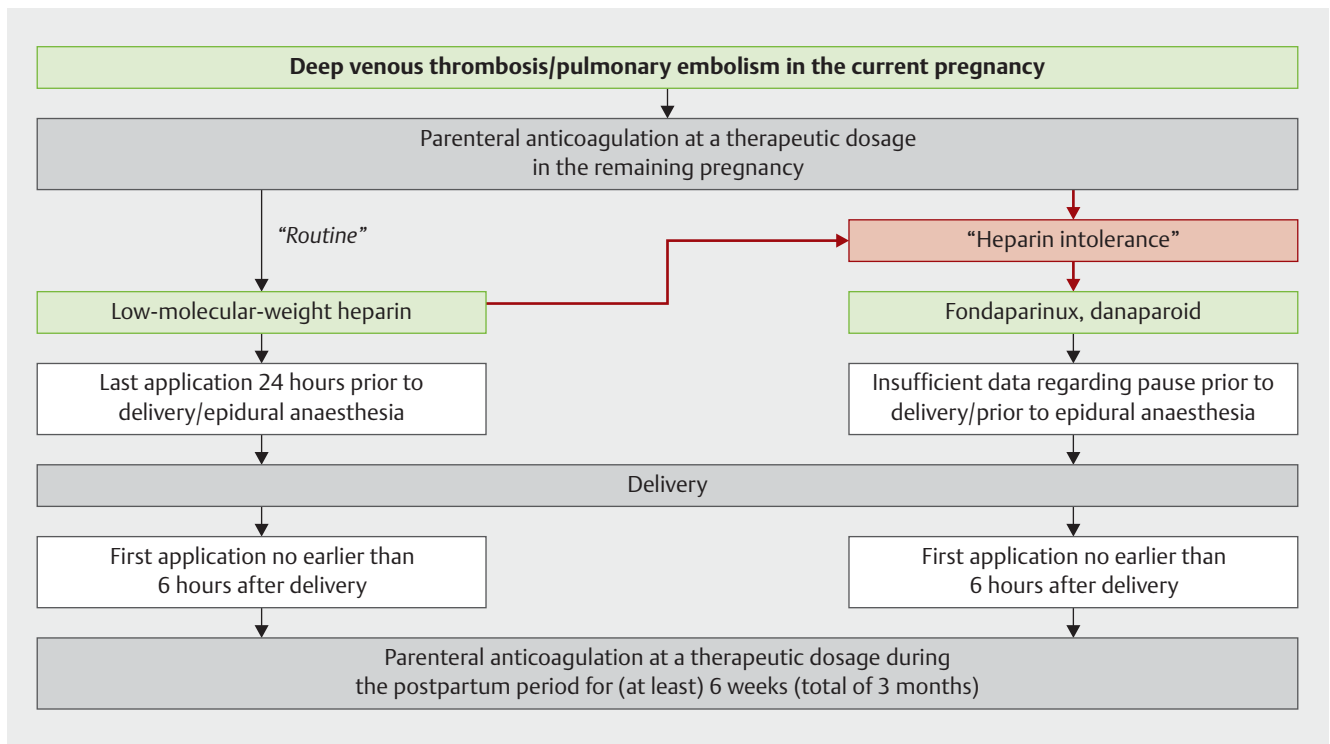 Deep venous thrombosis/pulmonary embolism in the current pregnancy
Parenteral anticoagulation at a therapeutic dosage
in the remaining pregnancy
“Routine”
“Heparin intolerance”
Low-molecular-weight heparin
Fondaparinux, danaparoid
Last application 24 hours prior to
delivery/epidural anaesthesia
Insufficient data regarding pause prior to
delivery/prior to epidural anaesthesia
Delivery
First application no earlier than
6 hours after delivery
First application no earlier than
6 hours after delivery
Parenteral anticoagulation at a therapeutic dosage during
the postpartum period for (at least) 6 weeks (total of 3 months)